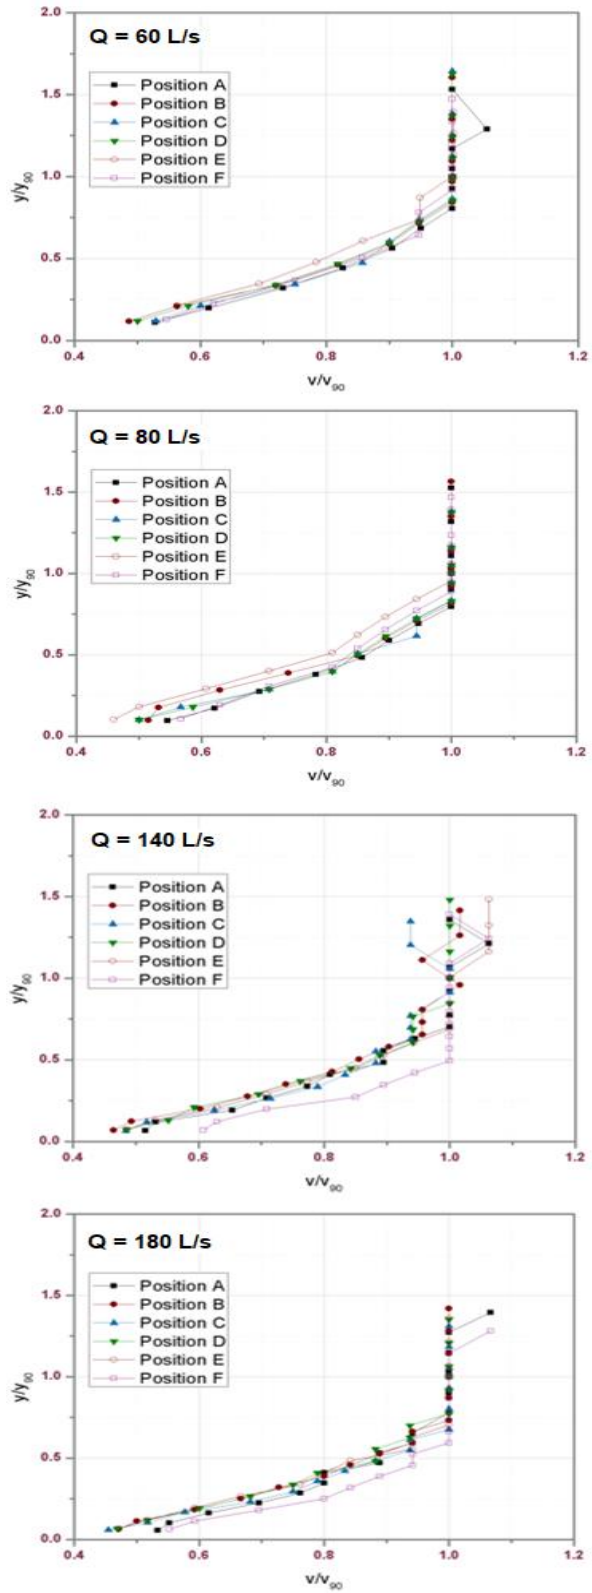 2.0
Q = 60 L/s
Position A
Position B
Position C
Position D
Position E
Position F
1.5
1.0
0.5
0.0
y/y90
0.4 0.6 0.8 1.0 1.2
v/v90
2.0
Q = 80 L/s
Position A
Position B
Position C
Position D
Position E
Position F
1.5
1.0
0.5
0.0
y/y90
0.4 0.6 0.8 1.0 1.2
v/v90
2.0
Q = 140 L/s
Position A
Position B
Position C
Position D
Position E
Position F
1.5
1.0
0.5
0.0
y/y90
0.4 0.6 0.8 1.0 1.2
v/v90
2.0
Q = 180 L/s
Position A
Position B
Position C
Position D
Position E
Position F
1.5
1.0
0.5
0.0
y/y90
0.4 0.6 0.8 1.0 1.2
v/v90